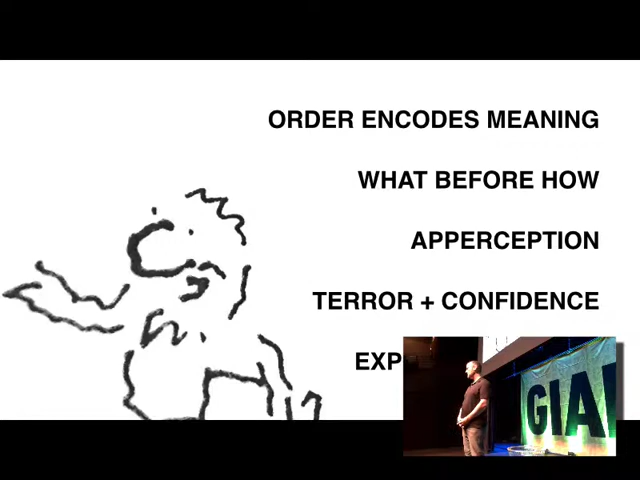 ORDER ENCODES MEANING
WHAT BEFORE HOW
APPERCEPTION
TERROR + CONFIDENCE
EXP
GIA